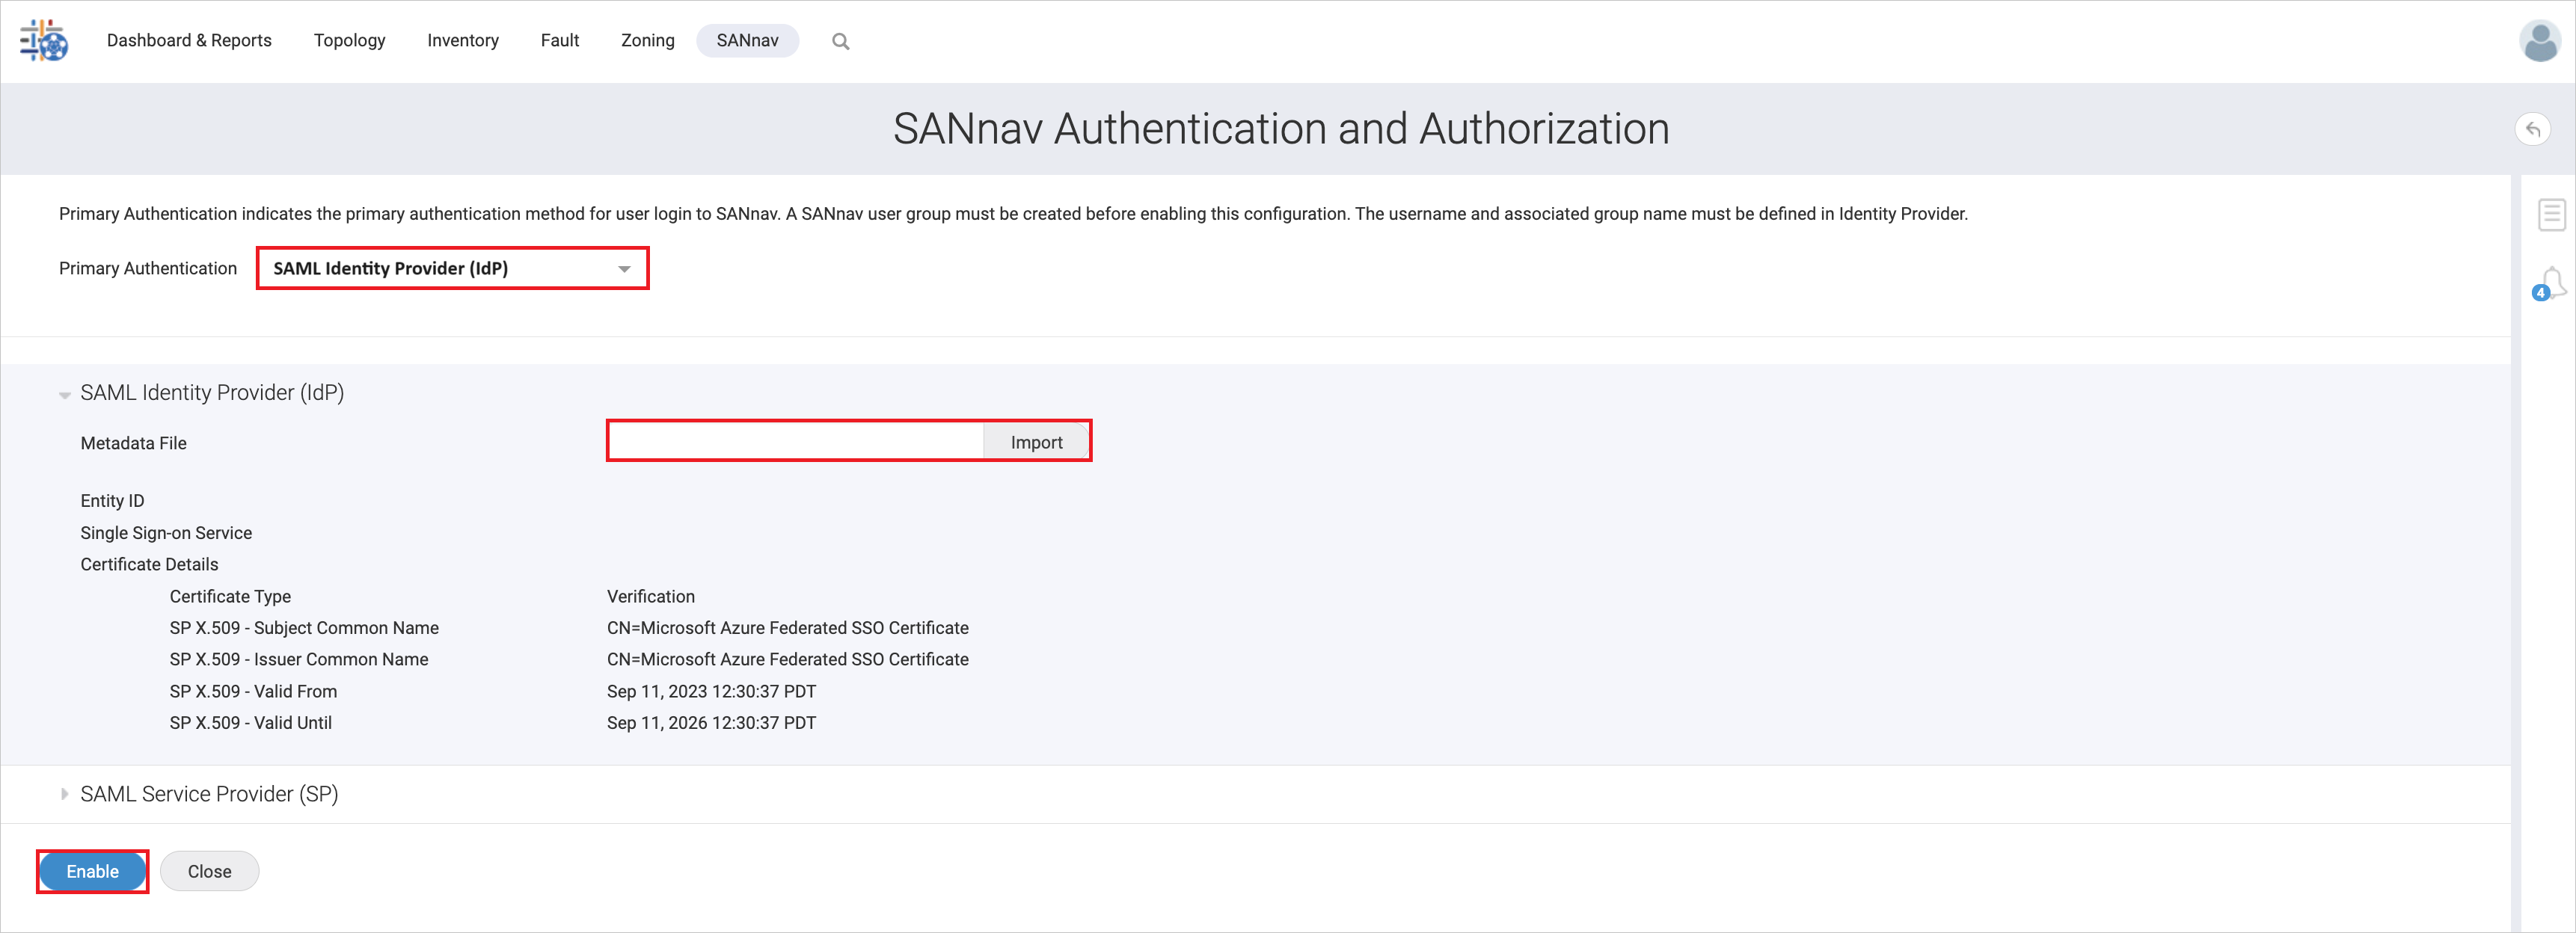 Dashboard & Reports Topology Inventory Fault Zoning SANnav
SANnav Authentication and Authorization
Primary Authentication indicates the primary authentication method for user login to SANnav. A SANnav user group must be created before enabling this configuration. The username and associated group name must be defined in Identity Provider.
Primary Authentication SAML Identity Provider (IdP)
4
SAML Identity Provider (IdP)
Metadata File Import
Entity ID
Single Sign-on Service
Certificate Details
Certificate Type Verification
SP X.509 - Subject Common Name CN=Microsoft Azure Federated SSO Certificate
SP X.509 - Issuer Common Name CN=Microsoft Azure Federated SSO Certificate
SP X.509 - Valid From Sep 11, 2023 12:30:37 PDT
SP X.509 - Valid Until Sep 11, 2026 12:30:37 PDT
SAML Service Provider (SP)
Enable Close